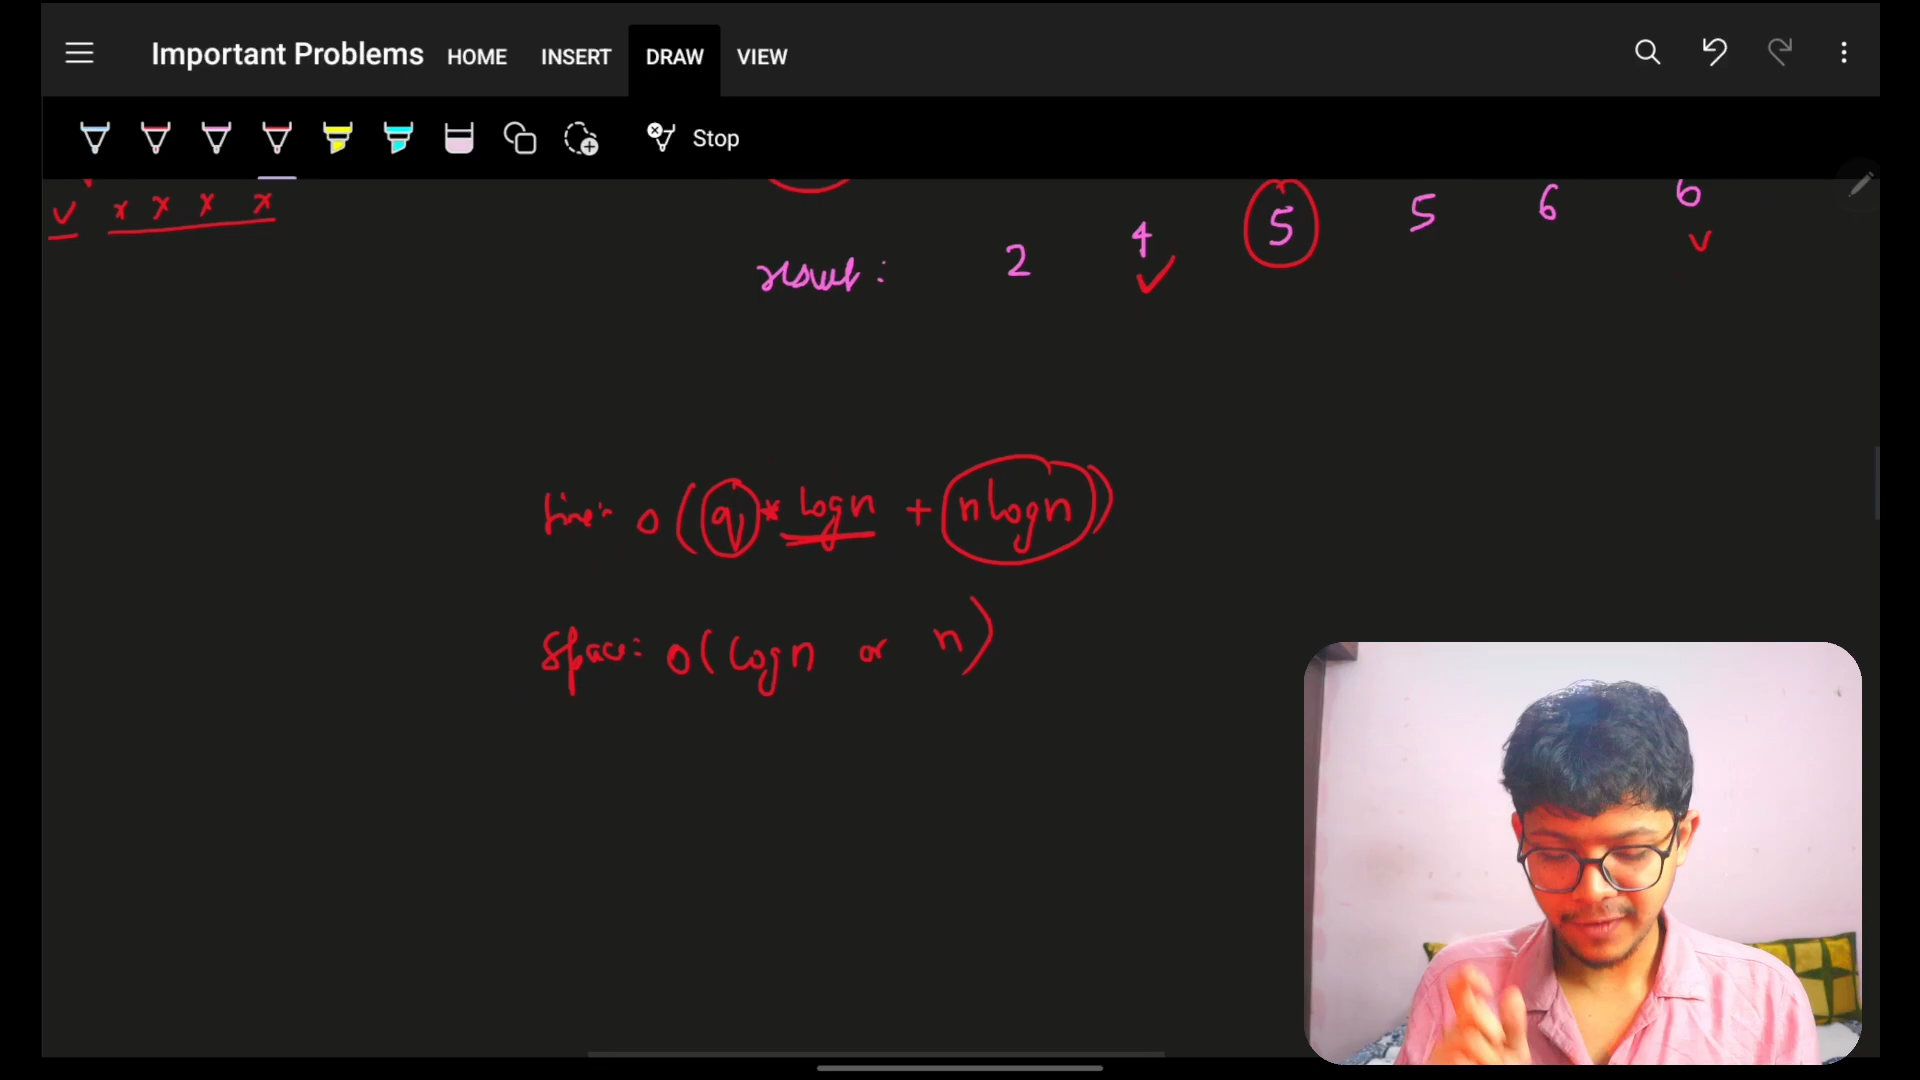 Important Problems HOME INSERT DRAW VIEW
Stop
v x x x x
result: 2 4 5 5 6 6
time: O(q * logn + nlogn))
Space: O(logn or n)